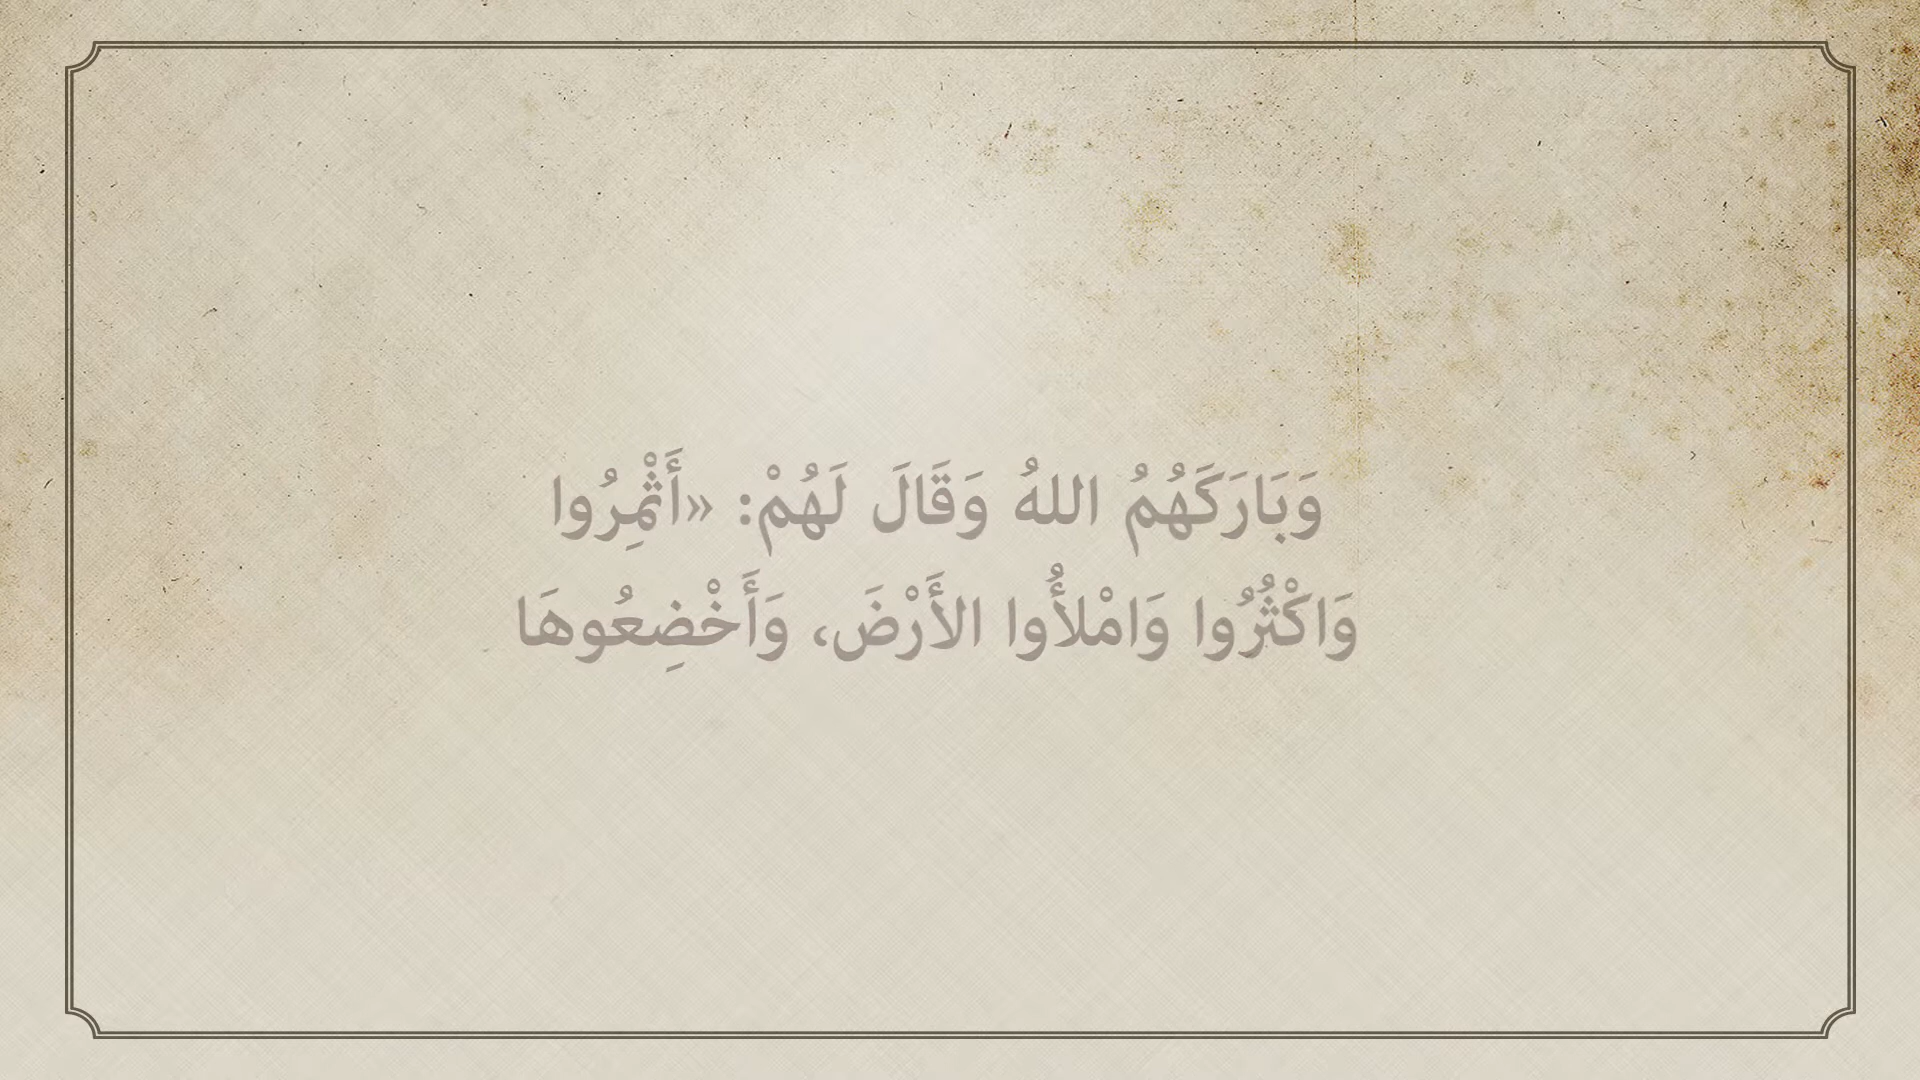 وَبَارَكَهُمُ اللهُ وَقَالَ لَهُمْ: «أَثْمِرُوا
وَاكْثُرُوا وَامْلأُوا الأَرْضَ، وَأَخْضِعُوهَا